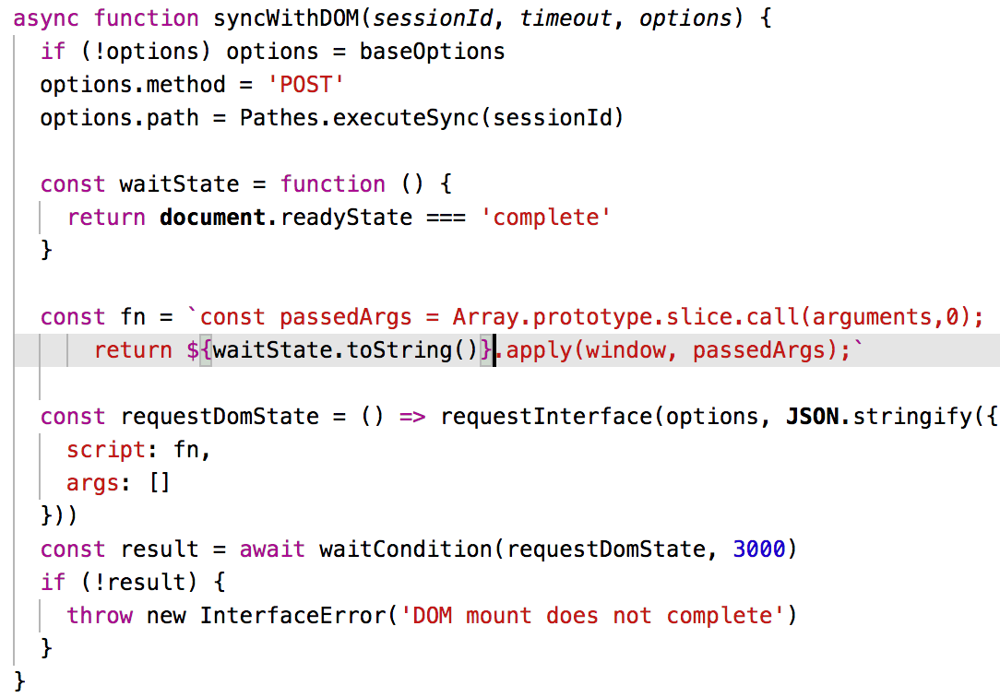 async function syncWithDOM(sessionId, timeout, options) {
  if (!options) options = baseOptions
  options.method = 'POST'
  options.path = Pathes.executeSync(sessionId)

  const waitState = function () {
    return document.readyState === 'complete'
  }

  const fn = `const passedArgs = Array.prototype.slice.call(arguments,0);
      return ${waitState.toString()}.apply(window, passedArgs);`

  const requestDomState = () => requestInterface(options, JSON.stringify({
    script: fn,
    args: []
  }))
  const result = await waitCondition(requestDomState, 3000)
  if (!result) {
    throw new InterfaceError('DOM mount does not complete')
  }
}